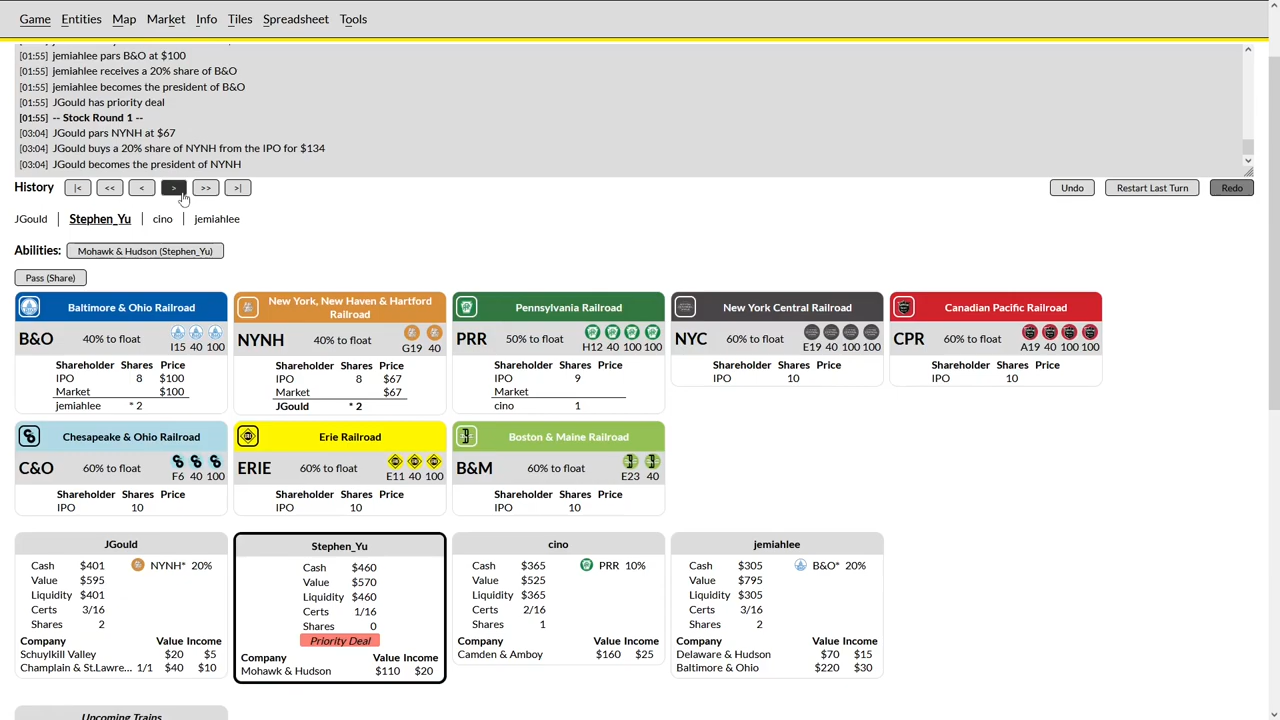 Game Entities Map Market Info Tiles Spreadsheet Tools
[01:55] jemiahlee pars B&O at $100
[01:55] jemiahlee receives a 20% share of B&O
[01:55] jemiahlee becomes the president of B&O
[01:55] JGould has priority deal
[01:55] -- Stock Round 1 --
[03:04] JGould pars NYNH at $67
[03:04] JGould buys a 20% share of NYNH from the IPO for $134
[03:04] JGould becomes the president of NYNH
History |< << < > >> >| Undo Restart Last Turn Redo
JGould Stephen_Yu cino jemiahlee
Abilities: Mohawk & Hudson (Stephen_Yu)
Pass (Share)
Baltimore & Ohio Railroad
B&O 40% to float I15 40 100
Shareholder Shares Price
IPO 8 $100
Market $100
jemiahlee * 2
New York, New Haven & Hartford
Railroad
NYNH 40% to float G19 40
Shareholder Shares Price
IPO 8 $67
Market $67
JGould * 2
Pennsylvania Railroad
PRR 50% to float H12 40 100 100
Shareholder Shares Price
IPO 9
Market
cino 1
New York Central Railroad
NYC 60% to float E19 40 100 100
Shareholder Shares Price
IPO 10
Canadian Pacific Railroad
CPR 60% to float A19 40 100 100
Shareholder Shares Price
IPO 10
Chesapeake & Ohio Railroad
C&O 60% to float F6 40 100
Shareholder Shares Price
IPO 10
Erie Railroad
ERIE 60% to float E11 40 100
Shareholder Shares Price
IPO 10
Boston & Maine Railroad
B&M 60% to float E23 40
Shareholder Shares Price
IPO 10
JGould
Cash $401 NYNH* 20%
Value $595
Liquidity $401
Certs 3/16
Shares 2
Company Value Income
Schuylkill Valley $20 $5
Champlain & St.Lawre... 1/1 $40 $10
Stephen_Yu
Cash $460
Value $570
Liquidity $460
Certs 1/16
Shares 0
Priority Deal
Company Value Income
Mohawk & Hudson $110 $20
cino
Cash $365 PRR 10%
Value $525
Liquidity $365
Certs 2/16
Shares 1
Company Value Income
Camden & Amboy $160 $25
jemiahlee
Cash $305 B&O* 20%
Value $795
Liquidity $305
Certs 3/16
Shares 2
Company Value Income
Delaware & Hudson $70 $15
Baltimore & Ohio $220 $30
Upcoming Trains